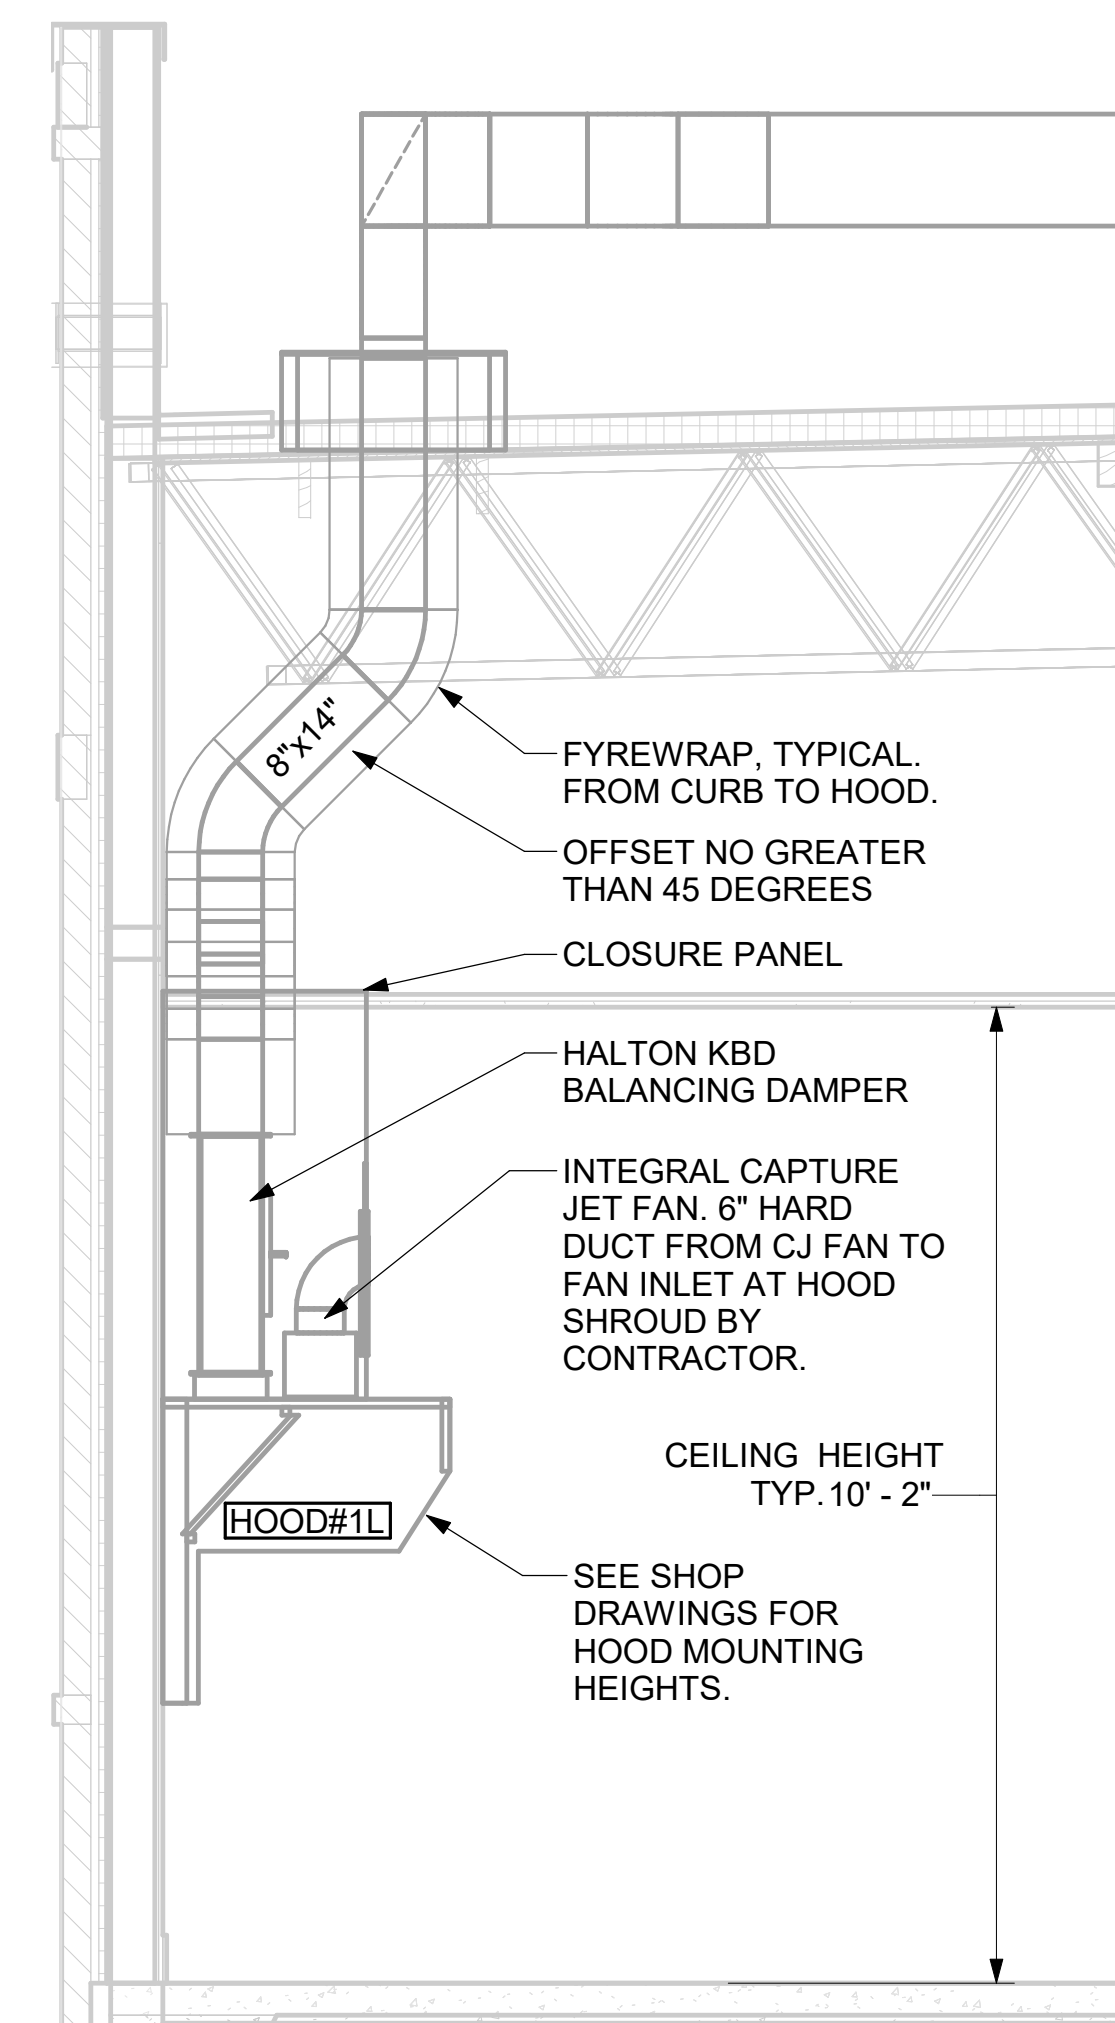 8"x14"
FYREWRAP, TYPICAL.
FROM CURB TO HOOD.
OFFSET NO GREATER
THAN 45 DEGREES
CLOSURE PANEL
HALTON KBD
BALANCING DAMPER
INTEGRAL CAPTURE
JET FAN. 6" HARD
DUCT FROM CJ FAN TO
FAN INLET AT HOOD
SHROUD BY
CONTRACTOR.
CEILING HEIGHT
TYP. 10' - 2"
HOOD#1L
SEE SHOP
DRAWINGS FOR
HOOD MOUNTING
HEIGHTS.